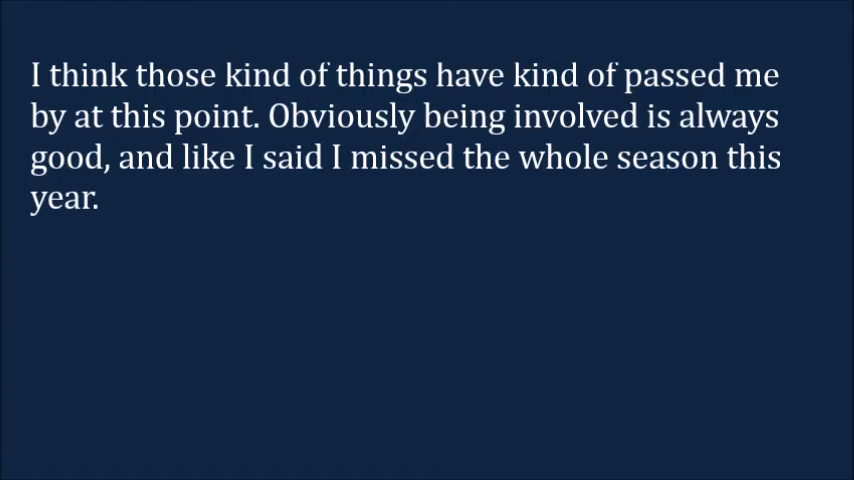 I think those kind of things have kind of passed me
by at this point. Obviously being involved is always
good, and like I said I missed the whole season this
year.